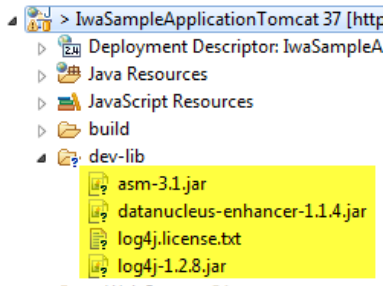 > IwaSampleApplicationTomcat 37 [http
Deployment Descriptor: IwaSampleA
Java Resources
JavaScript Resources
build
dev-lib
asm-3.1.jar
datanucleus-enhancer-1.1.4.jar
log4j.license.txt
log4j-1.2.8.jar